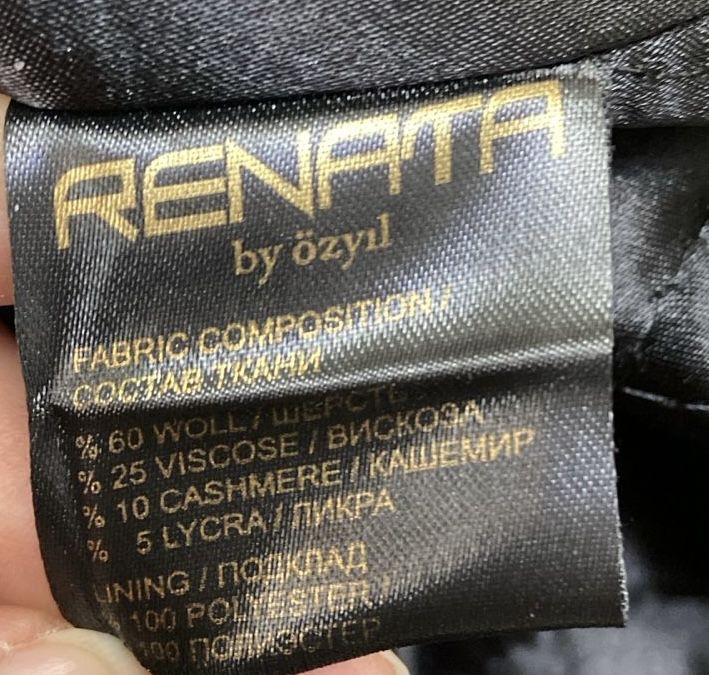 RENATA
by özyıl
FABRIC COMPOSITION /
СОСТАВ ТКАНИ
% 60 WOLL / ШЕРСТЬ
% 25 VISCOSE / ВИСКОЗА
% 10 CASHMERE / КАШЕМИР
% 5 LYCRA / ЛИКРА
LINING / ПОДКЛАД
% 100 POLYESTER /
% 100 ПОЛИЭСТЕР